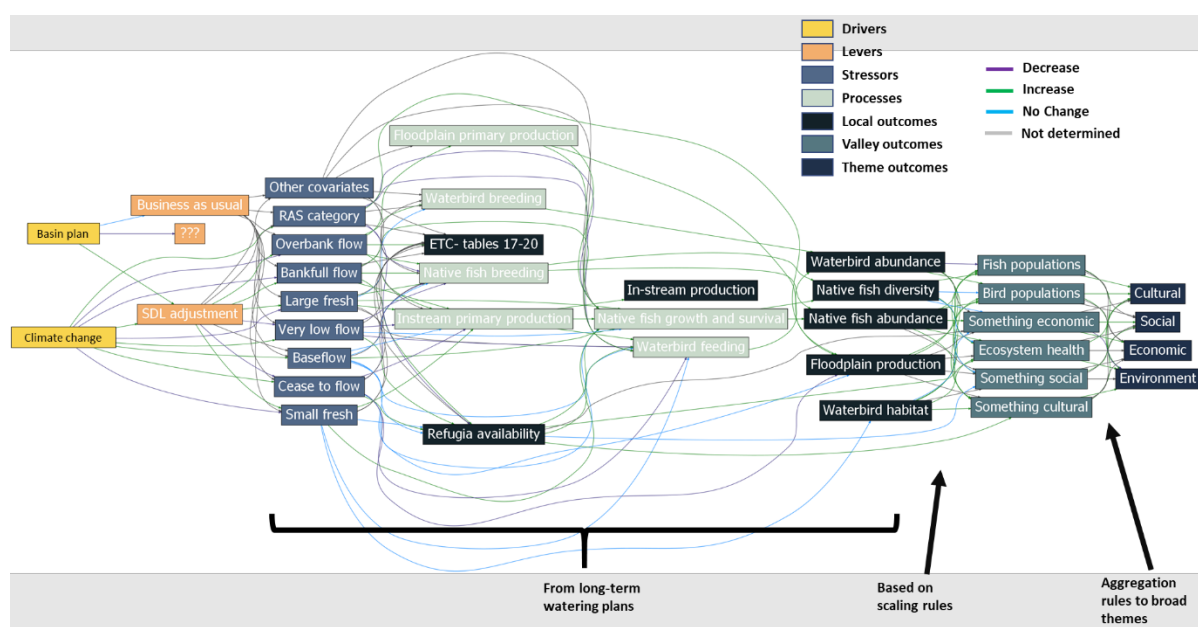 Drivers
Levers
Stressors
Processes
Local outcomes
Valley outcomes
Theme outcomes
Decrease
Increase
No Change
Not determined
Basin plan
Climate change
Business as usual
???
SDL adjustment
Other covariates
RAS category
Overbank flow
Bankfull flow
Large fresh
Very low flow
Baseflow
Cease to flow
Small fresh
Floodplain primary production
Waterbird breeding
ETC- tables 17-20
Native fish breeding
Instream primary production
Refugia availability
In-stream production
Native fish growth and survival
Waterbird feeding
Waterbird abundance
Native fish diversity
Native fish abundance
Floodplain production
Waterbird habitat
Fish populations
Bird populations
Something economic
Ecosystem health
Something social
Something cultural
Cultural
Social
Economic
Environment
From long-term
watering plans
Based on
scaling rules
Aggregation
rules to broad
themes